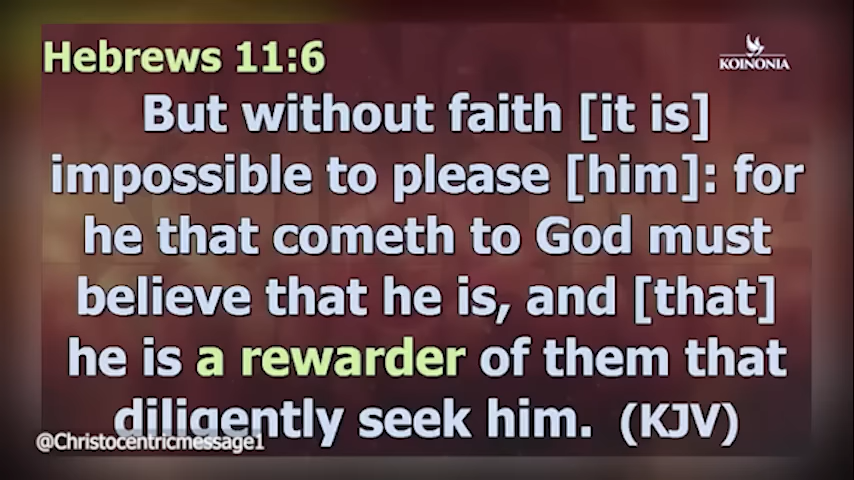 Hebrews 11:6
KOINONIA
But without faith [it is]
impossible to please [him]: for
he that cometh to God must
believe that he is, and [that]
he is a rewarder of them that
diligently seek him. (KJV)
@Christocentricmessage1